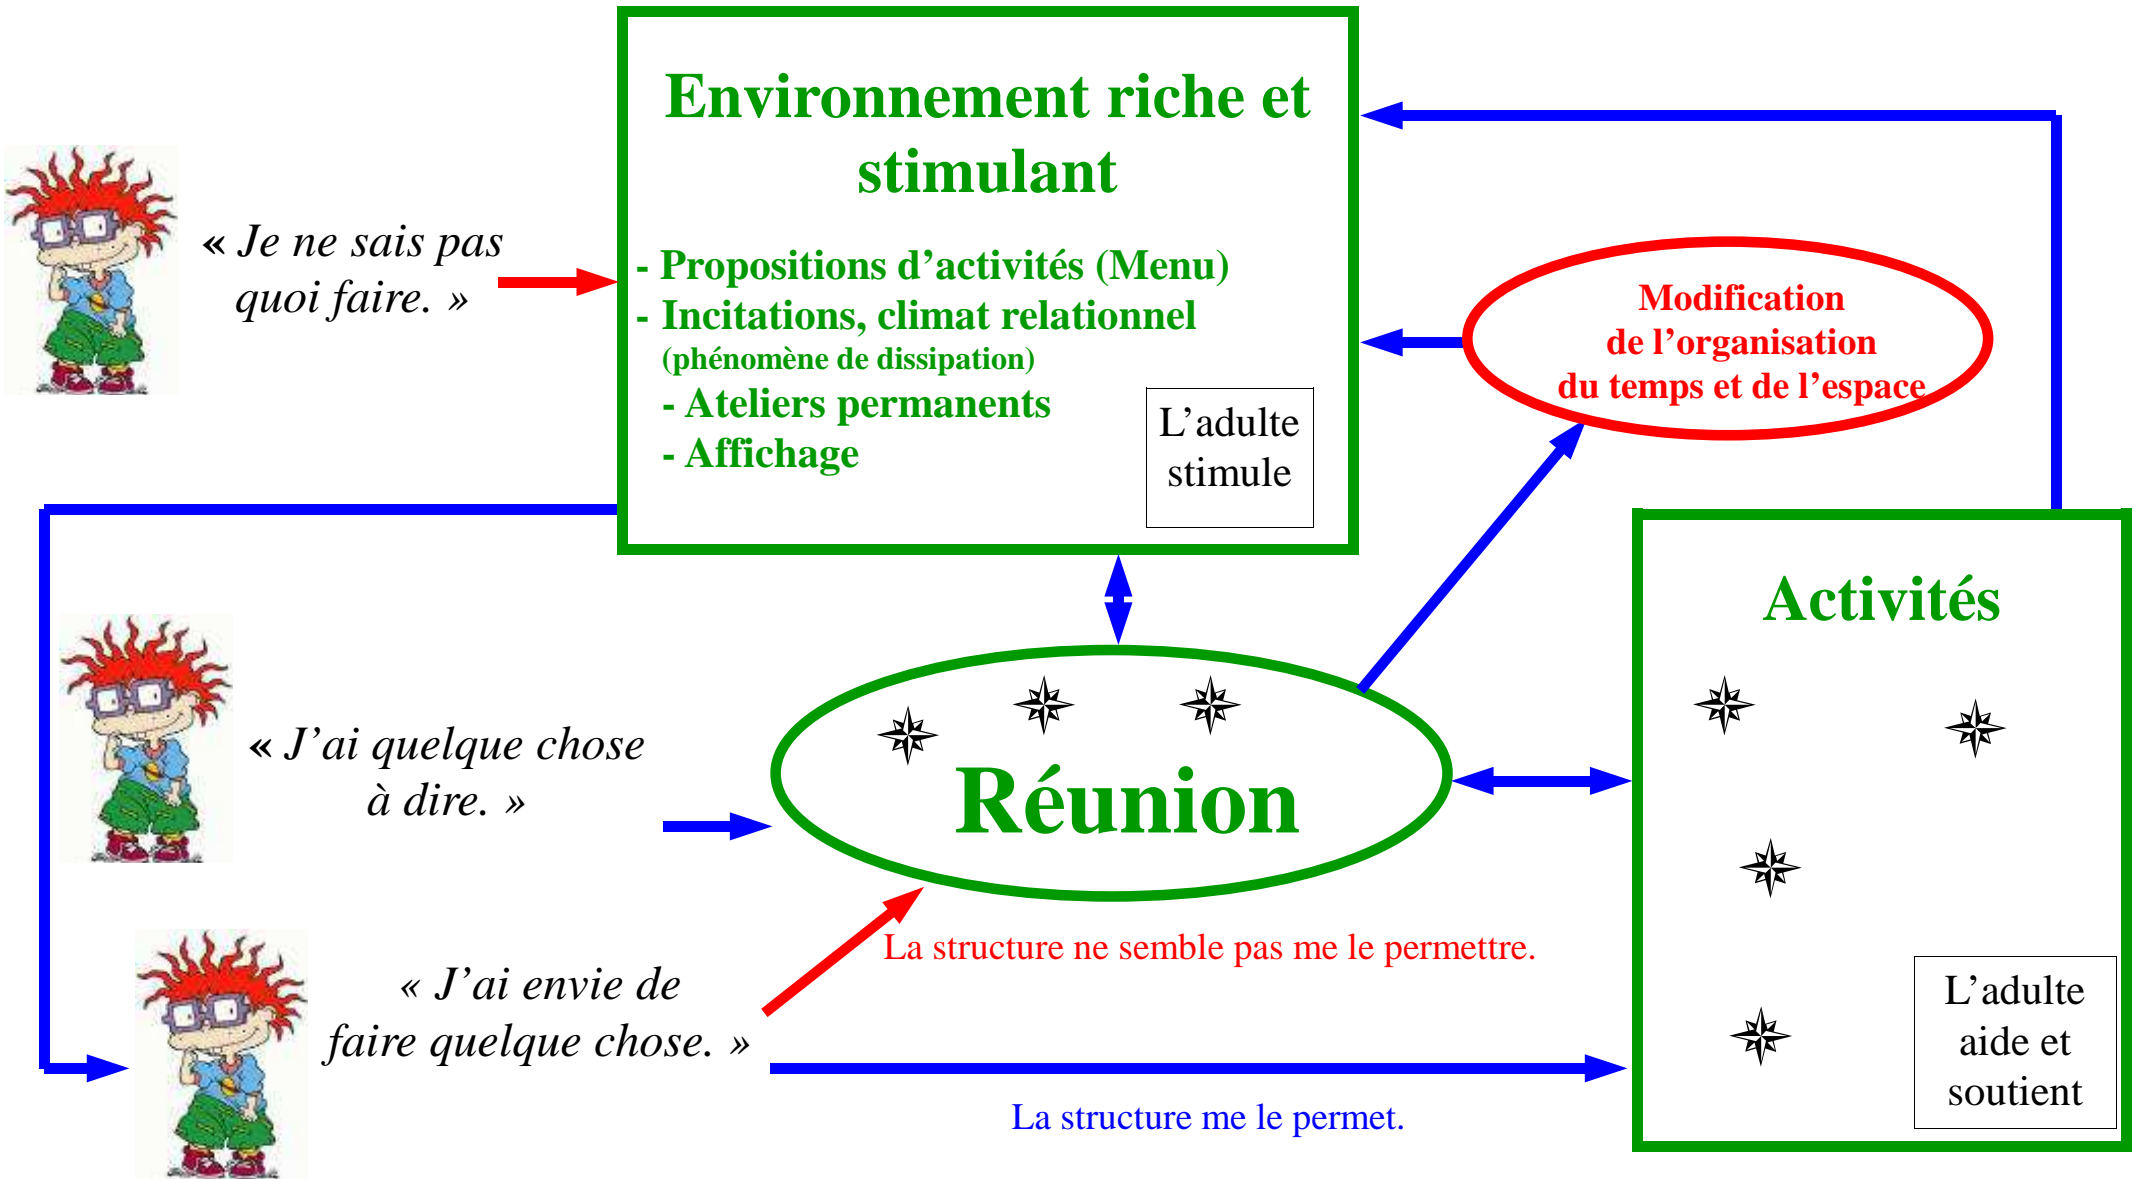 Environnement riche et
stimulant
« Je ne sais pas
quoi faire. »
- Propositions d’activités (Menu)
- Incitations, climat relationnel
(phénomène de dissipation)
- Ateliers permanents
- Affichage
L’adulte
stimule
Modification
de l’organisation
du temps et de l’espace
« J’ai quelque chose
à dire. »
Réunion
Activités
« J’ai envie de
faire quelque chose. »
La structure ne semble pas me le permettre.
La structure me le permet.
L’adulte
aide et
soutient